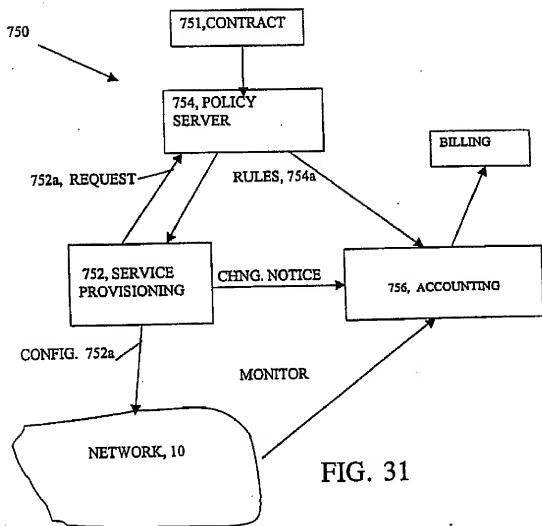 750
751,CONTRACT
754, POLICY
SERVER
BILLING
752a, REQUEST
RULES, 754a
752, SERVICE
PROVISIONING
CHNG. NOTICE
756, ACCOUNTING
CONFIG. 752a
MONITOR
NETWORK, 10
FIG. 31